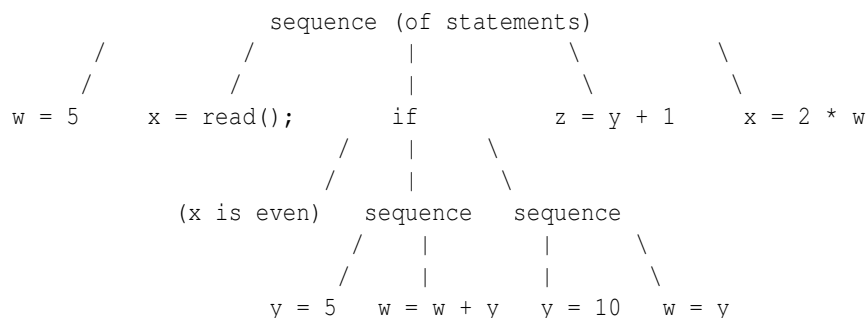 sequence (of statements)
/ / | \ \
/ / | \ \
w = 5 x = read(); if z = y + 1 x = 2 * w
/ | \
/ | \
(x is even) sequence sequence
/ | | \
/ | | \
y = 5 w = w + y y = 10 w = y